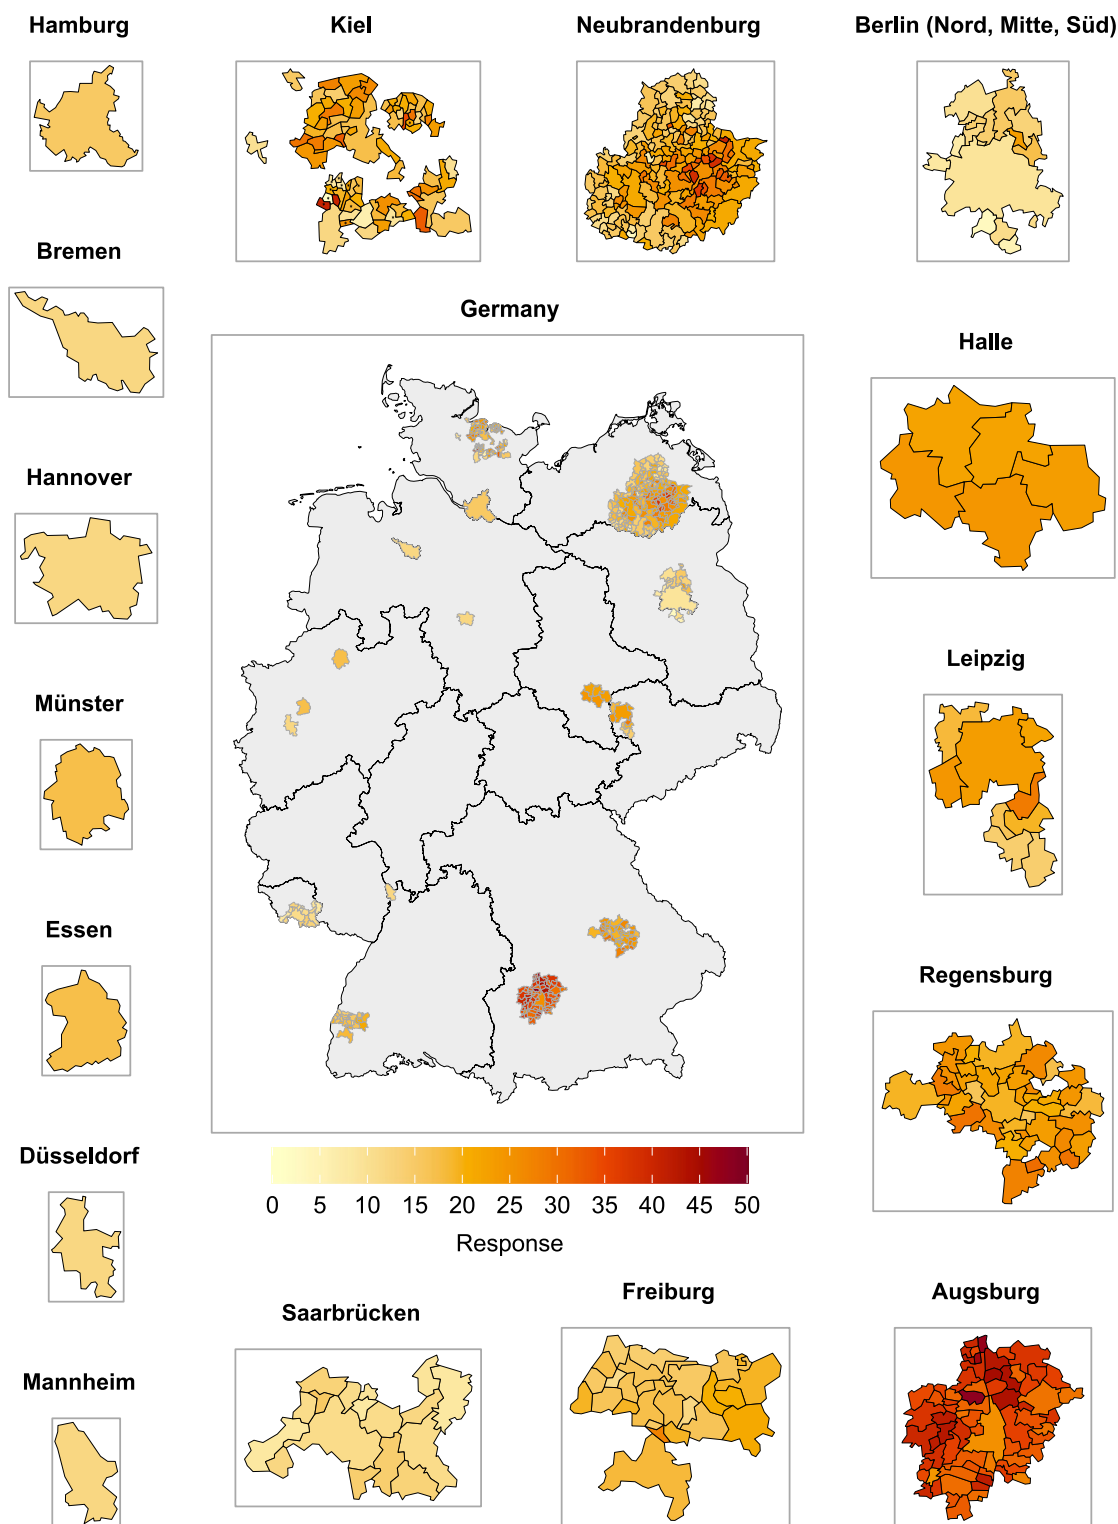 Hamburg
Kiel
Neubrandenburg
Berlin (Nord, Mitte, Süd)
Bremen
Germany
Halle
Hannover
Leipzig
Münster
Essen
Regensburg
Düsseldorf
0 5 10 15 20 25 30 35 40 45 50
Response
Saarbrücken
Freiburg
Augsburg
Mannheim